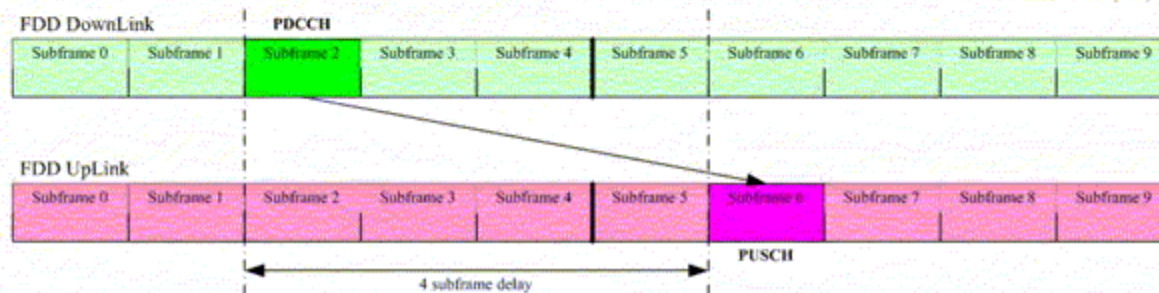 FDD DownLink
PDCCH
Subframe 0 Subframe 1 Subframe 2 Subframe 3 Subframe 4 Subframe 5 Subframe 6 Subframe 7 Subframe 8 Subframe 9
FDD UpLink
Subframe 0 Subframe 1 Subframe 2 Subframe 3 Subframe 4 Subframe 5 Subframe 6 Subframe 7 Subframe 8 Subframe 9
PUSCH
4 subframe delay